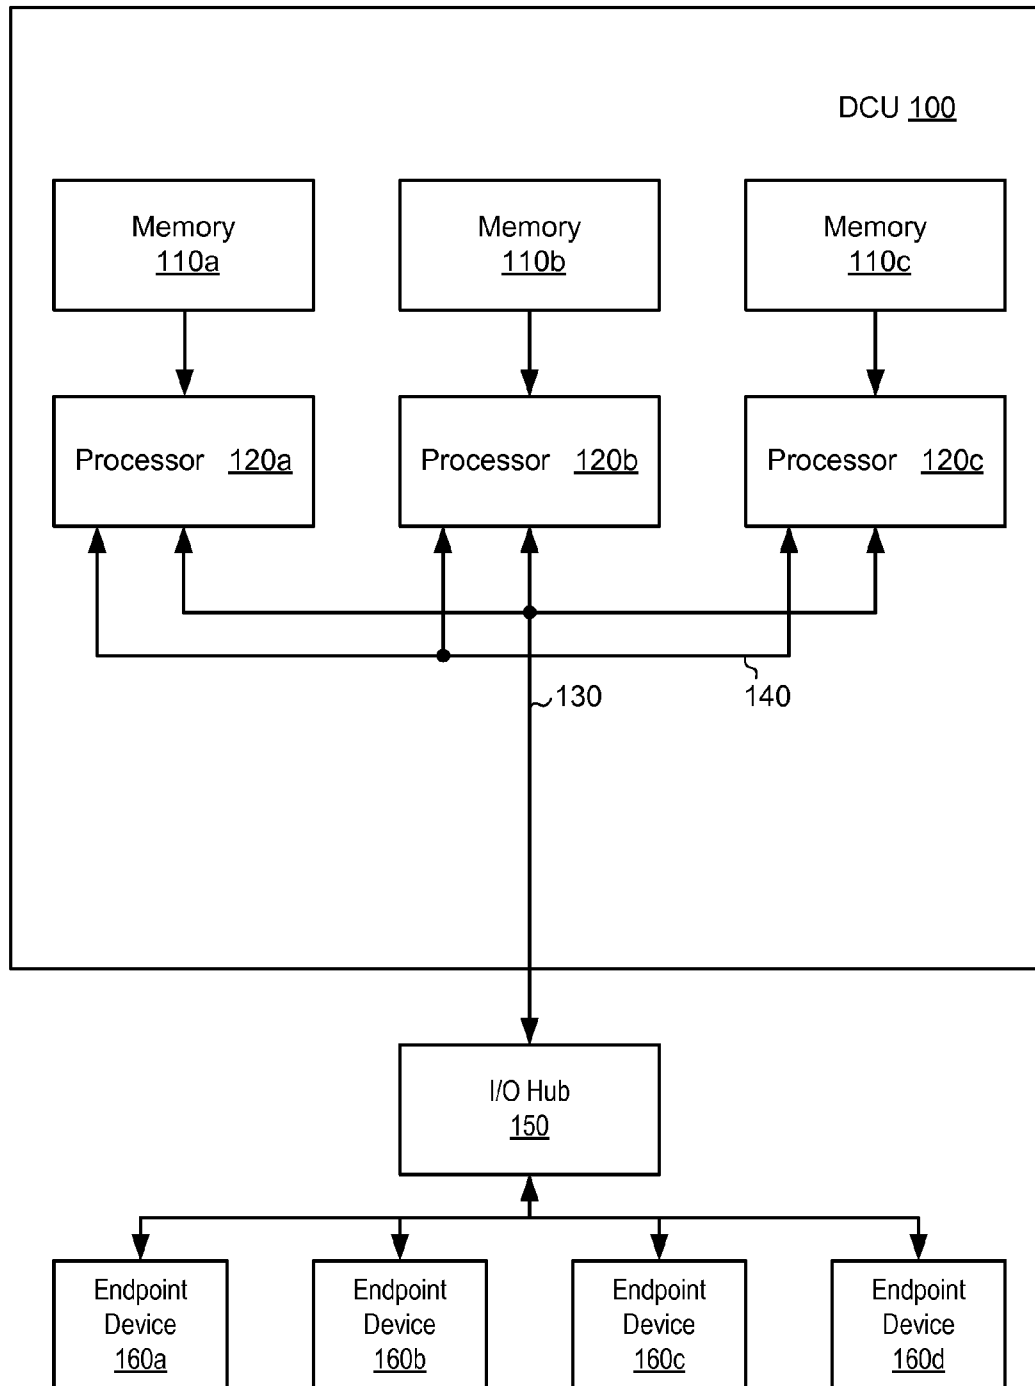 DCU 100
Memory
110a
Memory
110b
Memory
110c
Processor 120a
Processor 120b
Processor 120c
130
140
I/O Hub
150
Endpoint
Device
160a
Endpoint
Device
160b
Endpoint
Device
160c
Endpoint
Device
160d